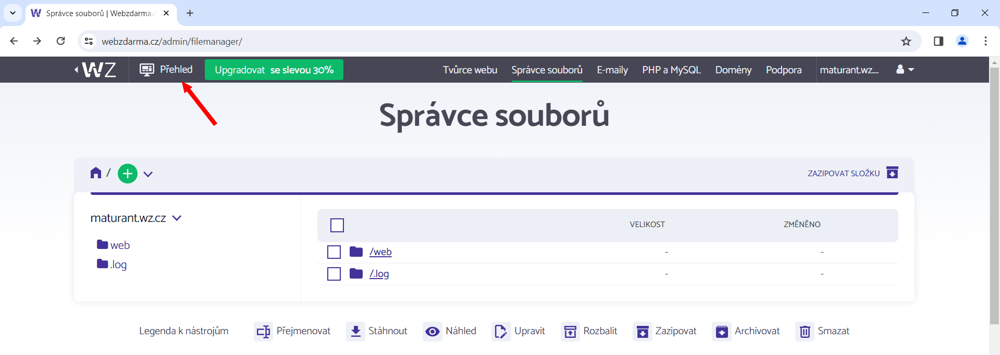 Správce souborů | Webzdarma.c
webzdarma.cz/admin/filemanager/
WZ Přehled Upgradovat se slevou 30% Tvůrce webu Správce souborů E-maily PHP a MySQL Domény Podpora maturant.wz....
Správce souborů
/ ZAZIPOVAT SLOŽKU
maturant.wz.cz
web
.log
VELIKOST ZMĚNĚNO
/web - -
/.log - -
Legenda k nástrojům Přejmenovat Stáhnout Náhled Upravit Rozbalit Zazipovat Archivovat Smazat